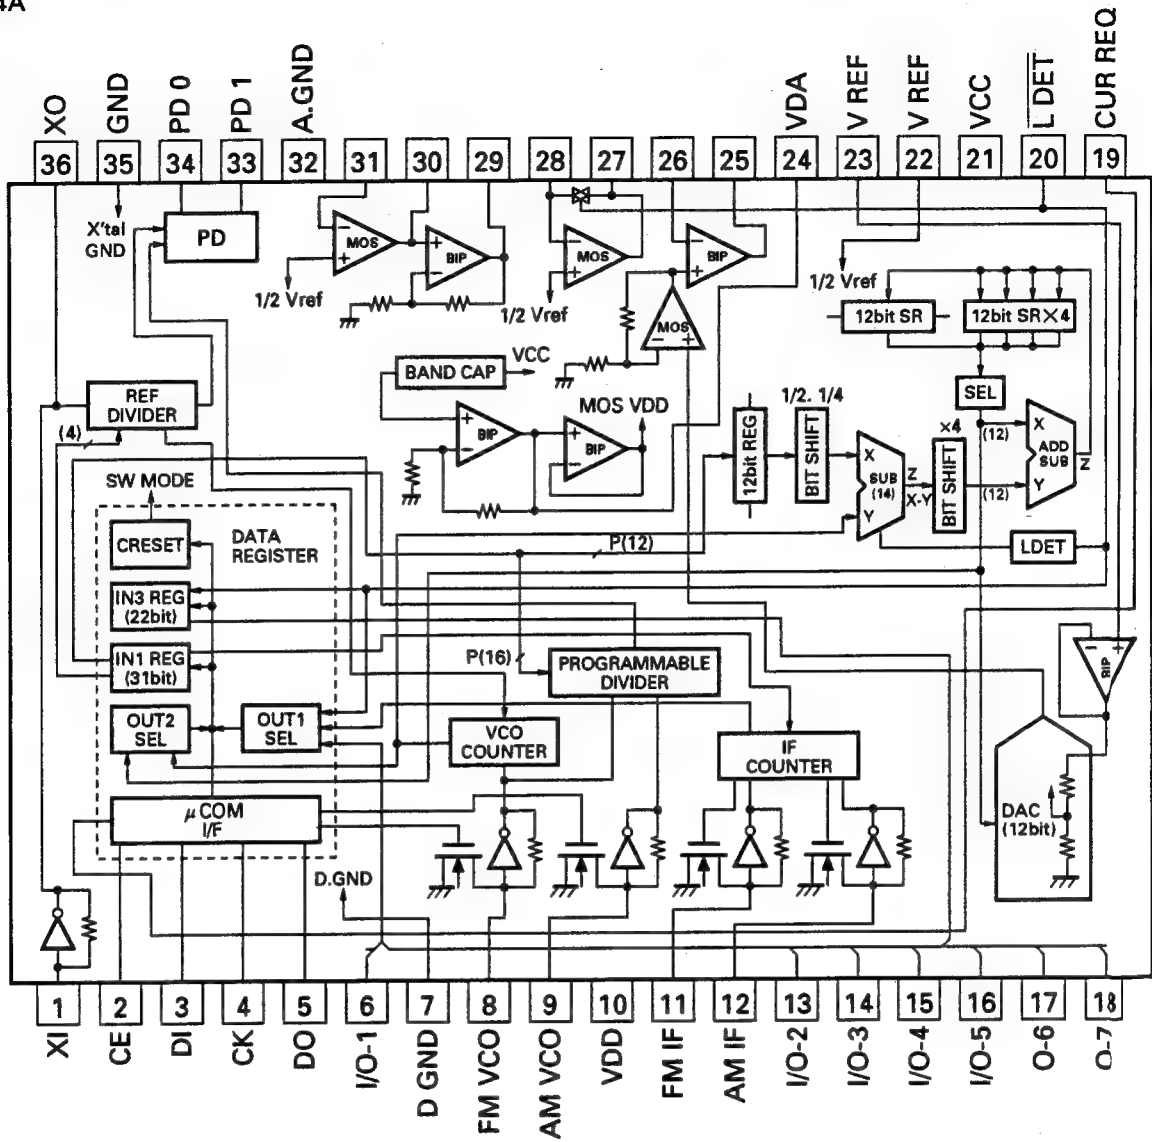 4A
XO
GND
PD 0
PD 1
A.GND
VDA
V REF
V REF
VCC
L DET
CUR REQ
36 35 34 33 32 31 30 29 28 27 26 25 24 23 22 21 20 19
X'tal
GND
PD
MOS
BIP
1/2 Vref
MOS
1/2 Vref
BIP
MOS
1/2 Vref
12bit SR
12bit SR×4
SEL
BAND CAP
VCC
MOS VDD
BIP
BIP
REF
DIVIDER
(4)
12bit REG
1/2. 1/4
BIT SHIFT
X
SUB
(14)
Y
Z
X-Y
×4
BIT SHIFT
(12)
(12)
X
ADD
SUB
Y
Z
LDET
SW MODE
CRESET
DATA
REGISTER
P(12)
IN3 REG
(22bit)
IN1 REG
(31bit)
OUT2
SEL
OUT1
SEL
P(16)
PROGRAMMABLE
DIVIDER
VCO
COUNTER
IF
COUNTER
BIP
DAC
(12bit)
μCOM
I/F
D.GND
1 2 3 4 5 6 7 8 9 10 11 12 13 14 15 16 17 18
XI
CE
DI
CK
DO
I/O-1
D GND
FM VCO
AM VCO
VDD
FM IF
AM IF
I/O-2
I/O-3
I/O-4
I/O-5
O-6
O-7